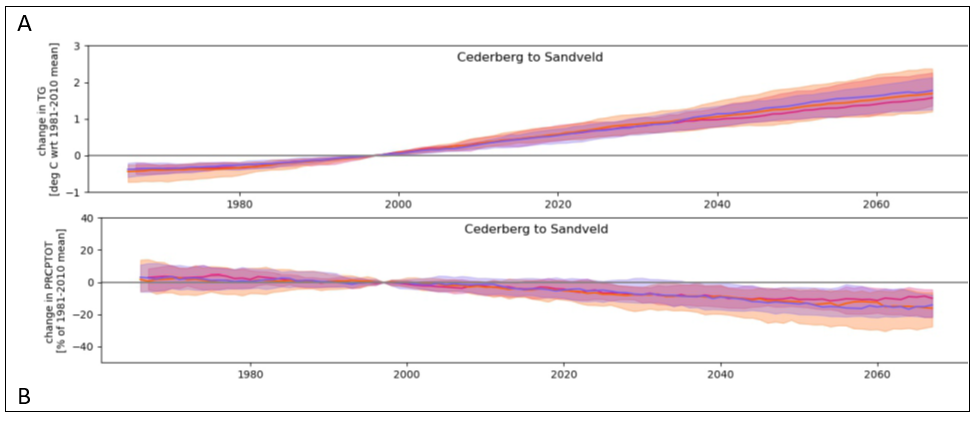 A
Cederberg to Sandveld
change in TG
[deg C wrt 1981-2010 mean]
3
2
1
0
−1
1980 2000 2020 2040 2060
Cederberg to Sandveld
change in PRCPTOT
[% of 1981-2010 mean]
40
20
0
−20
−40
1980 2000 2020 2040 2060
B